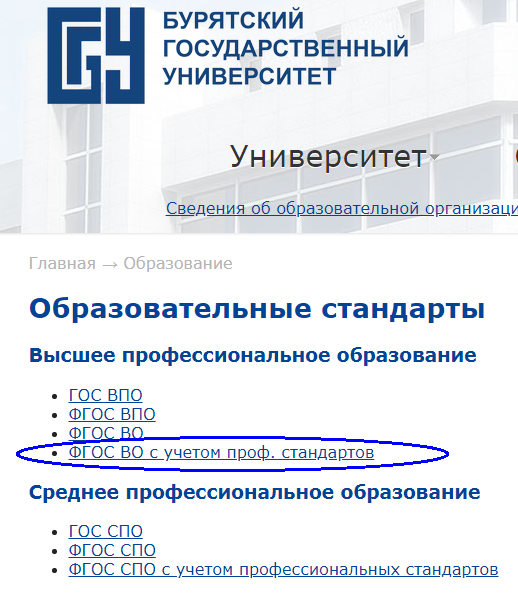 БГУ
БУРЯТСКИЙ
ГОСУДАРСТВЕННЫЙ
УНИВЕРСИТЕТ
Университет
Сведения об образовательной организаци
Главная → Образование
Образовательные стандарты
Высшее профессиональное образование
ГОС ВПО
ФГОС ВПО
ФГОС ВО
ФГОС ВО с учетом проф. стандартов
Среднее профессиональное образование
ГОС СПО
ФГОС СПО
ФГОС СПО с учетом профессиональных стандартов